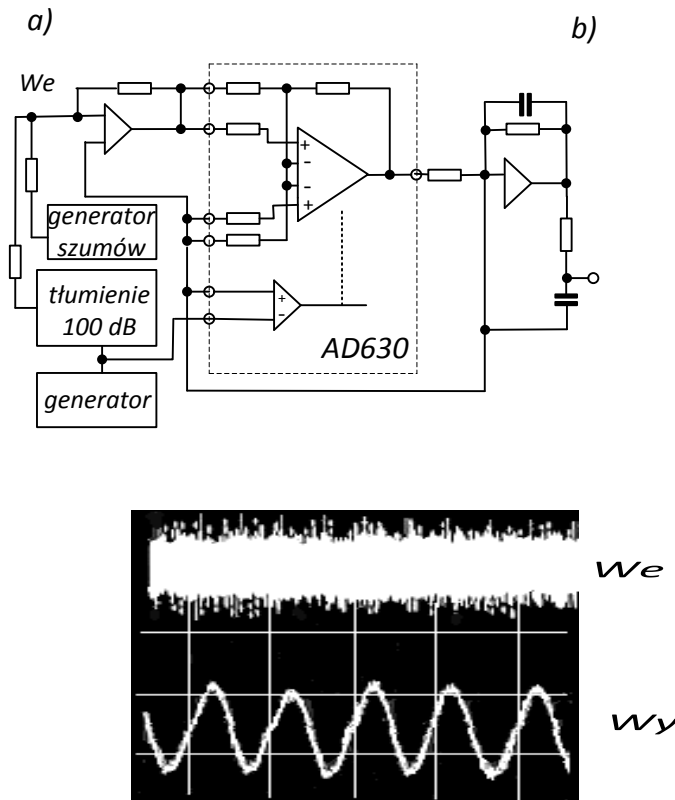 a)
b)
We
+
-
-
+
generator
szumów
tłumienie
100 dB
+
-
AD630
generator
We
Wy